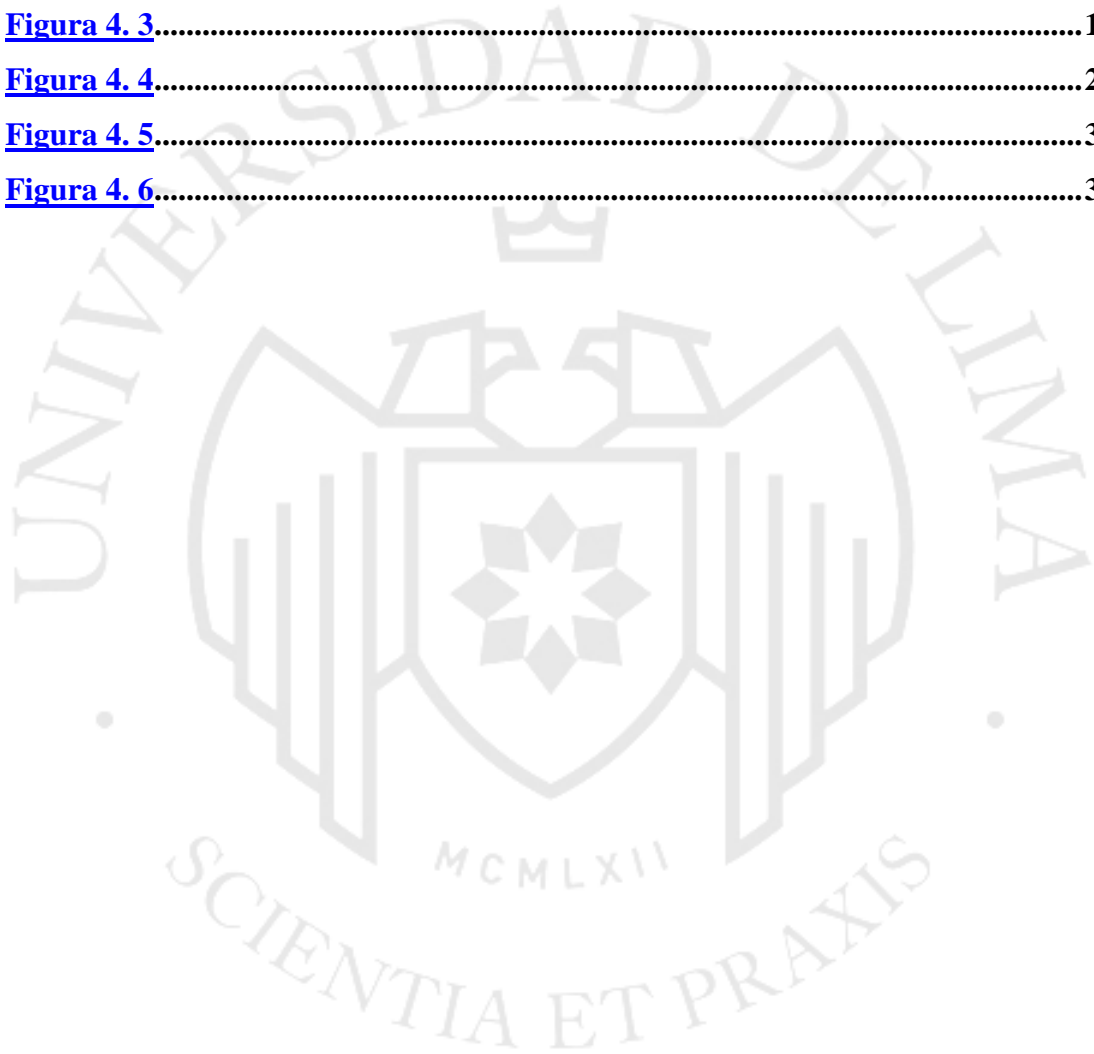 Figura 4. 3....................................................................................................1
Figura 4. 4....................................................................................................2
Figura 4. 5....................................................................................................3
Figura 4. 6....................................................................................................3
UNIVERSIDAD DE LIMA
MCMLXII
SCIENTIA ET PRAXIS